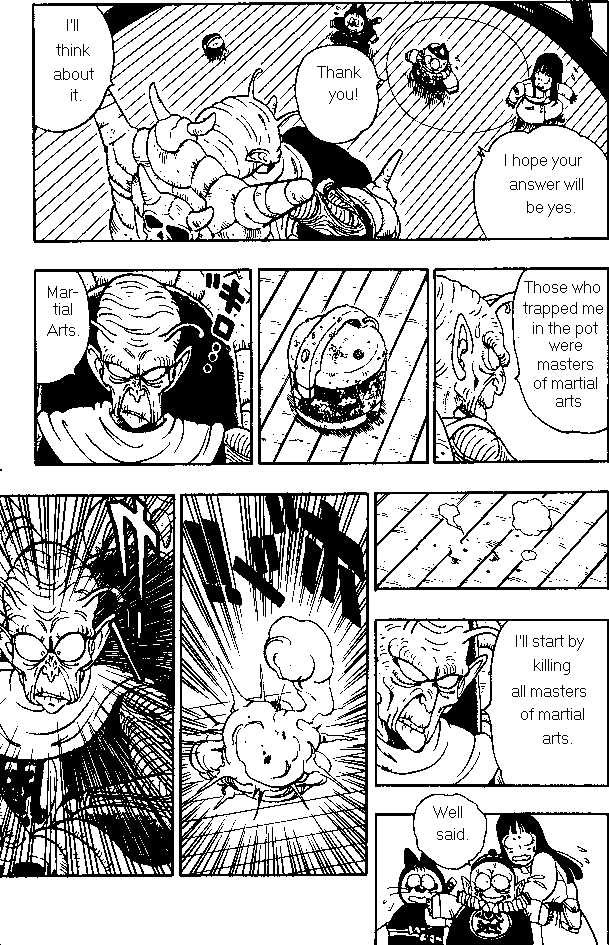 I hope your
answer will
be yes.
Thank
you!
I'll
think
about
it.
Those who
trapped me
in the pot
were
masters
of martial
arts
Mar-
tial
Arts.
I'll start by
killing
all masters
of martial
arts.
Well
said.